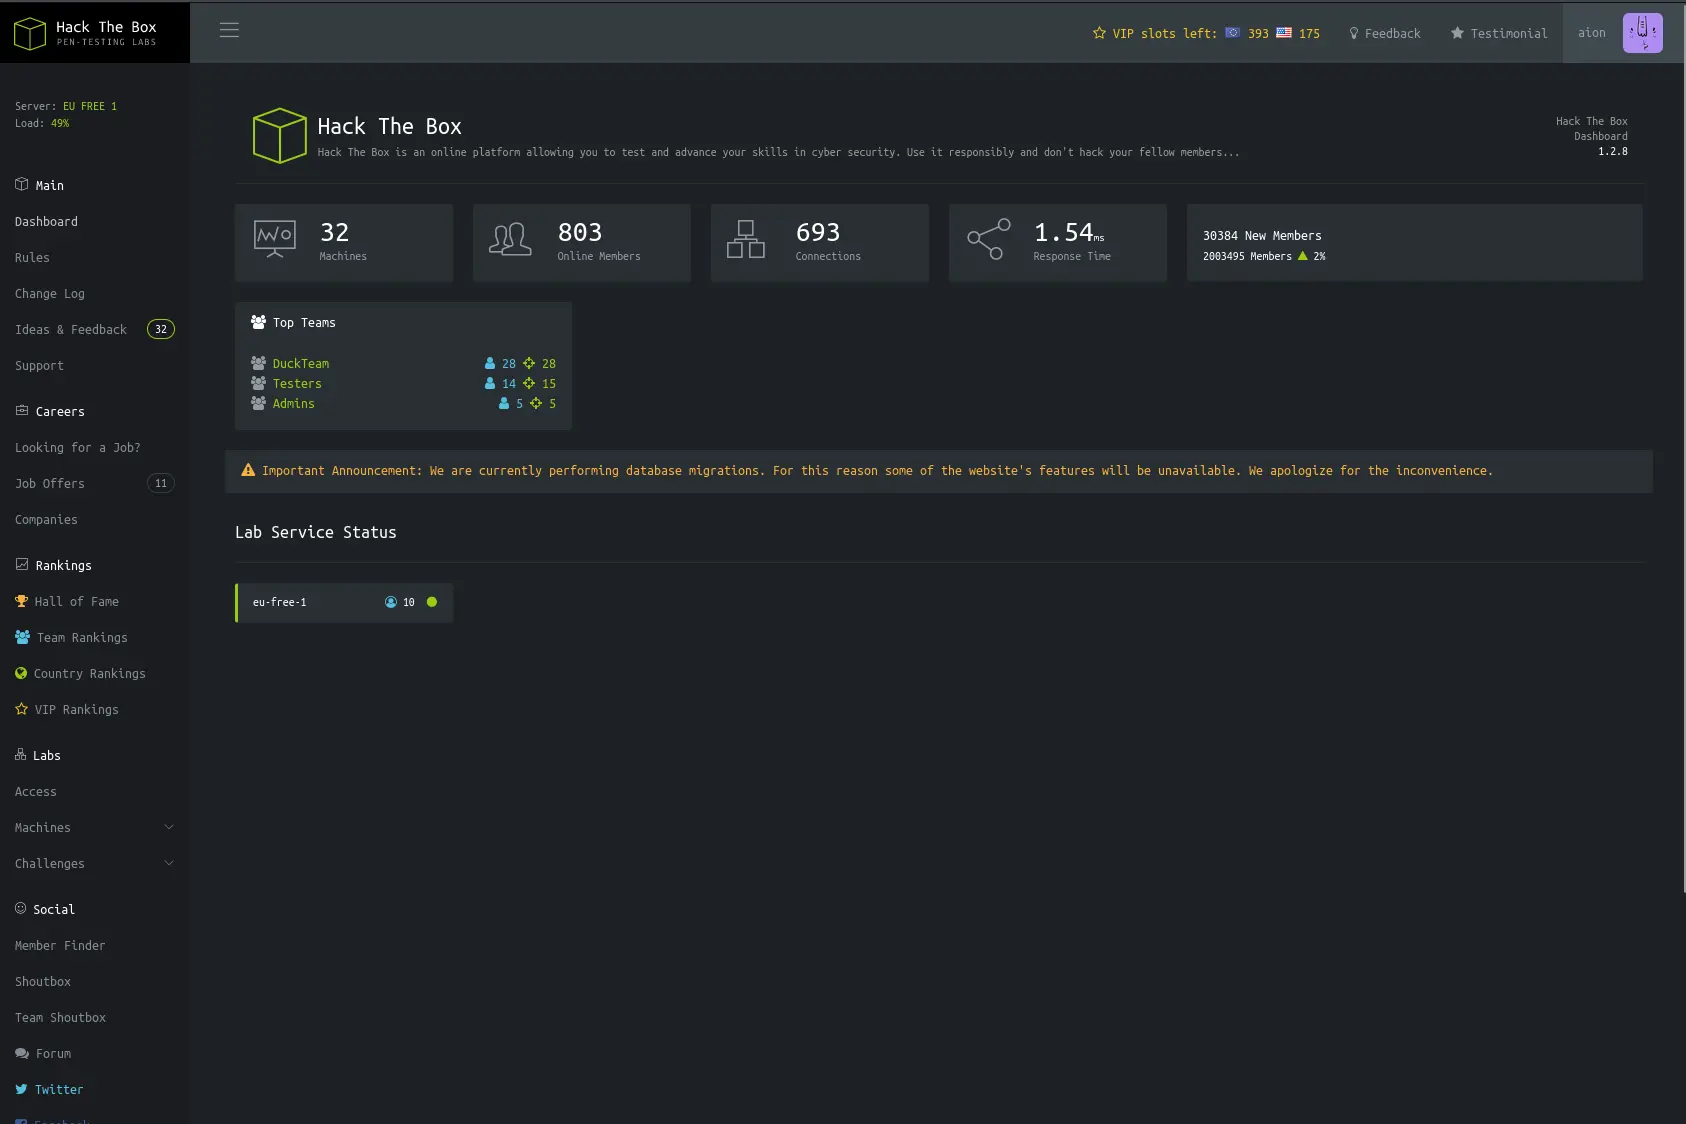 Hack The Box
PEN-TESTING LABS
VIP slots left: 393 175
Feedback
Testimonial
aion
Server: EU FREE 1
Load: 49%
Main
Dashboard
Rules
Change Log
Ideas & Feedback 32
Support
Careers
Looking for a Job?
Job Offers 11
Companies
Rankings
Hall of Fame
Team Rankings
Country Rankings
VIP Rankings
Labs
Access
Machines
Challenges
Social
Member Finder
Shoutbox
Team Shoutbox
Forum
Twitter
Facebook
Hack The Box
Hack The Box is an online platform allowing you to test and advance your skills in cyber security. Use it responsibly and don't hack your fellow members...
Hack The Box
Dashboard
1.2.8
32
Machines
803
Online Members
693
Connections
1.54ms
Response Time
30384 New Members
2003495 Members 2%
Top Teams
DuckTeam 28 28
Testers 14 15
Admins 5 5
Important Announcement: We are currently performing database migrations. For this reason some of the website's features will be unavailable. We apologize for the inconvenience.
Lab Service Status
eu-free-1 10